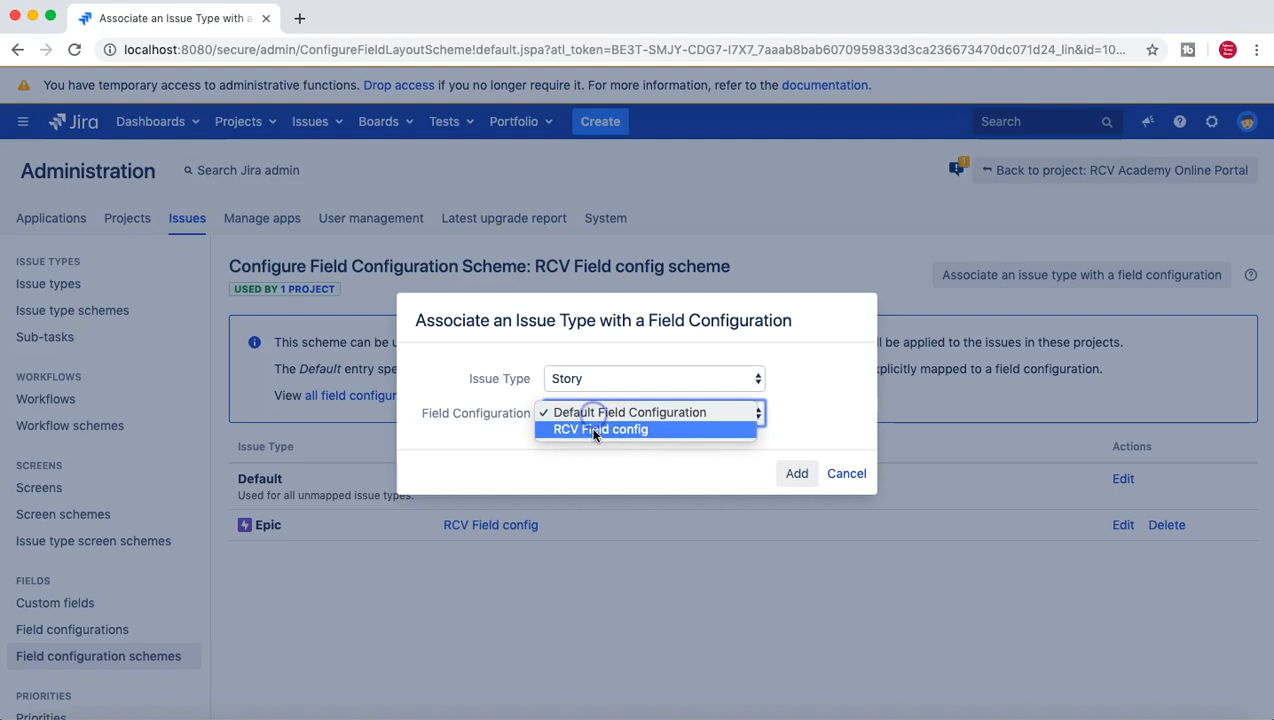 Associate an Issue Type with a
localhost:8080/secure/admin/ConfigureFieldLayoutScheme!default.jspa?atl_token=BE3T-SMJY-CDG7-I7X7_7aaab8bab6070959833d3ca236673470dc071d24_lin&id=10...
You have temporary access to administrative functions. Drop access if you no longer require it. For more information, refer to the documentation.
Jira Dashboards Projects Issues Boards Tests Portfolio Create Search
Administration Search Jira admin 1 Back to project: RCV Academy Online Portal
Applications Projects Issues Manage apps User management Latest upgrade report System
ISSUE TYPES
Issue types
Issue type schemes
Sub-tasks
WORKFLOWS
Workflows
Workflow schemes
SCREENS
Screens
Screen schemes
Issue type screen schemes
FIELDS
Custom fields
Field configurations
Field configuration schemes
PRIORITIES
Priorities
Configure Field Configuration Scheme: RCV Field config scheme
USED BY 1 PROJECT
Associate an issue type with a field configuration
This scheme can be u
ll be applied to the issues in these projects.
The Default entry spe
xplicitly mapped to a field configuration.
View all field configur
Issue Type Actions
Default Edit
Used for all unmapped issue types.
Epic RCV Field config Edit Delete
Associate an Issue Type with a Field Configuration
Issue Type Story
Field Configuration Default Field Configuration
RCV Field config
Add Cancel